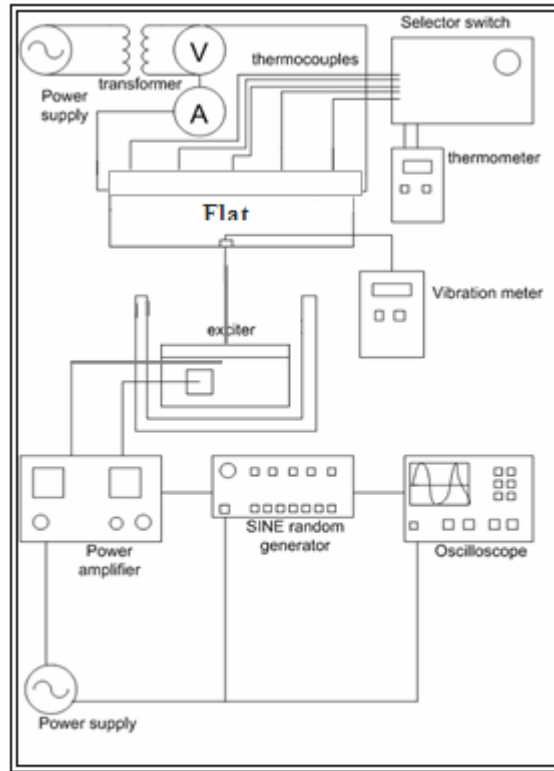 Selector switch
V
thermocouples
transformer
Power
supply
A
thermometer
Flat
Vibration meter
exciter
SINE random
generator
Oscilloscope
Power
amplifier
Power supply